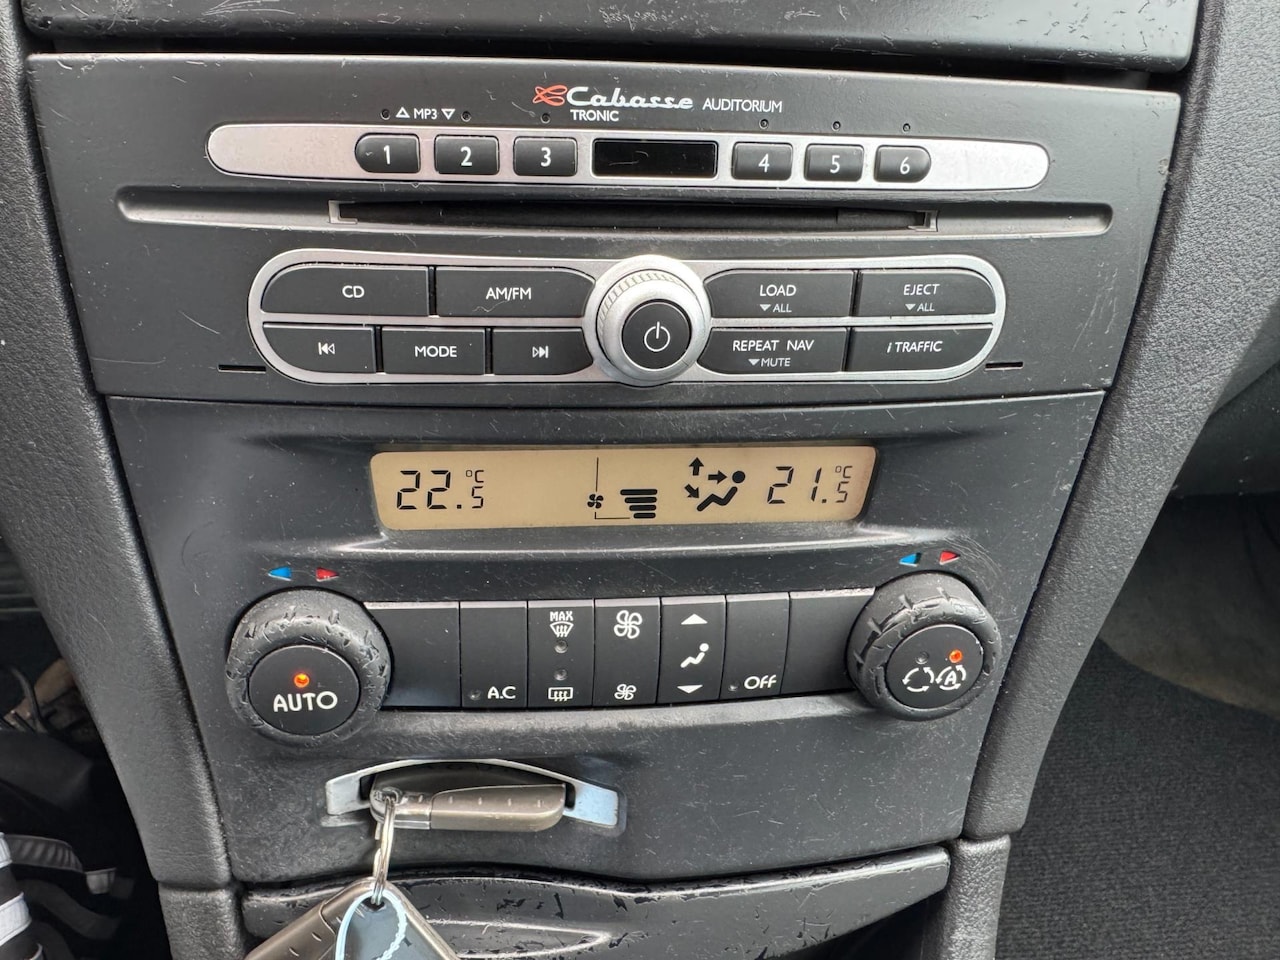 Cabasse AUDITORIUM
TRONIC
MP3
1 2 3 4 5 6
CD AM/FM LOAD EJECT
ALL ALL
MODE REPEAT NAV i TRAFFIC
MUTE
22.5 °C 21.5 °C
MAX
AUTO A.C OFF A